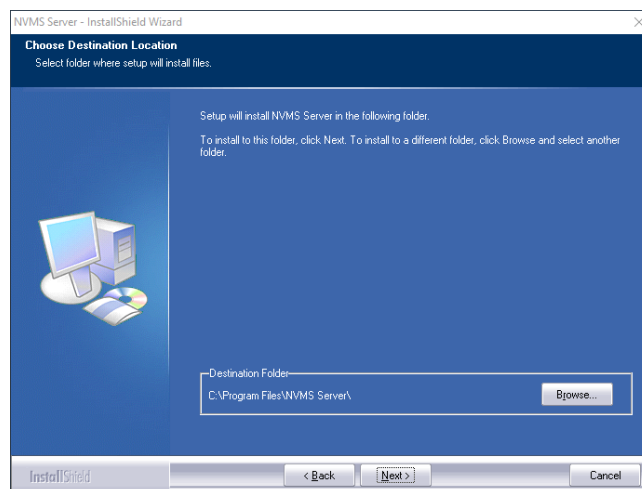 NVMS Server - InstallShield Wizard
Choose Destination Location
Select folder where setup will install files.
Setup will install NVMS Server in the following folder.
To install to this folder, click Next. To install to a different folder, click Browse and select another
folder.
Destination Folder
C:\Program Files\NVMS Server\
Browse...
InstallShield
< Back
Next >
Cancel